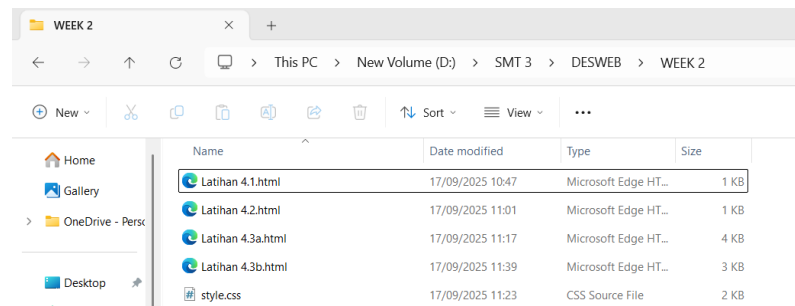 WEEK 2
This PC > New Volume (D:) > SMT 3 > DESWEB > WEEK 2
New Sort View
Name Date modified Type Size
Home
Gallery
OneDrive - Perso
Desktop
Latihan 4.1.html 17/09/2025 10:47 Microsoft Edge HT... 1 KB
Latihan 4.2.html 17/09/2025 11:01 Microsoft Edge HT... 1 KB
Latihan 4.3a.html 17/09/2025 11:17 Microsoft Edge HT... 4 KB
Latihan 4.3b.html 17/09/2025 11:39 Microsoft Edge HT... 3 KB
style.css 17/09/2025 11:23 CSS Source File 2 KB